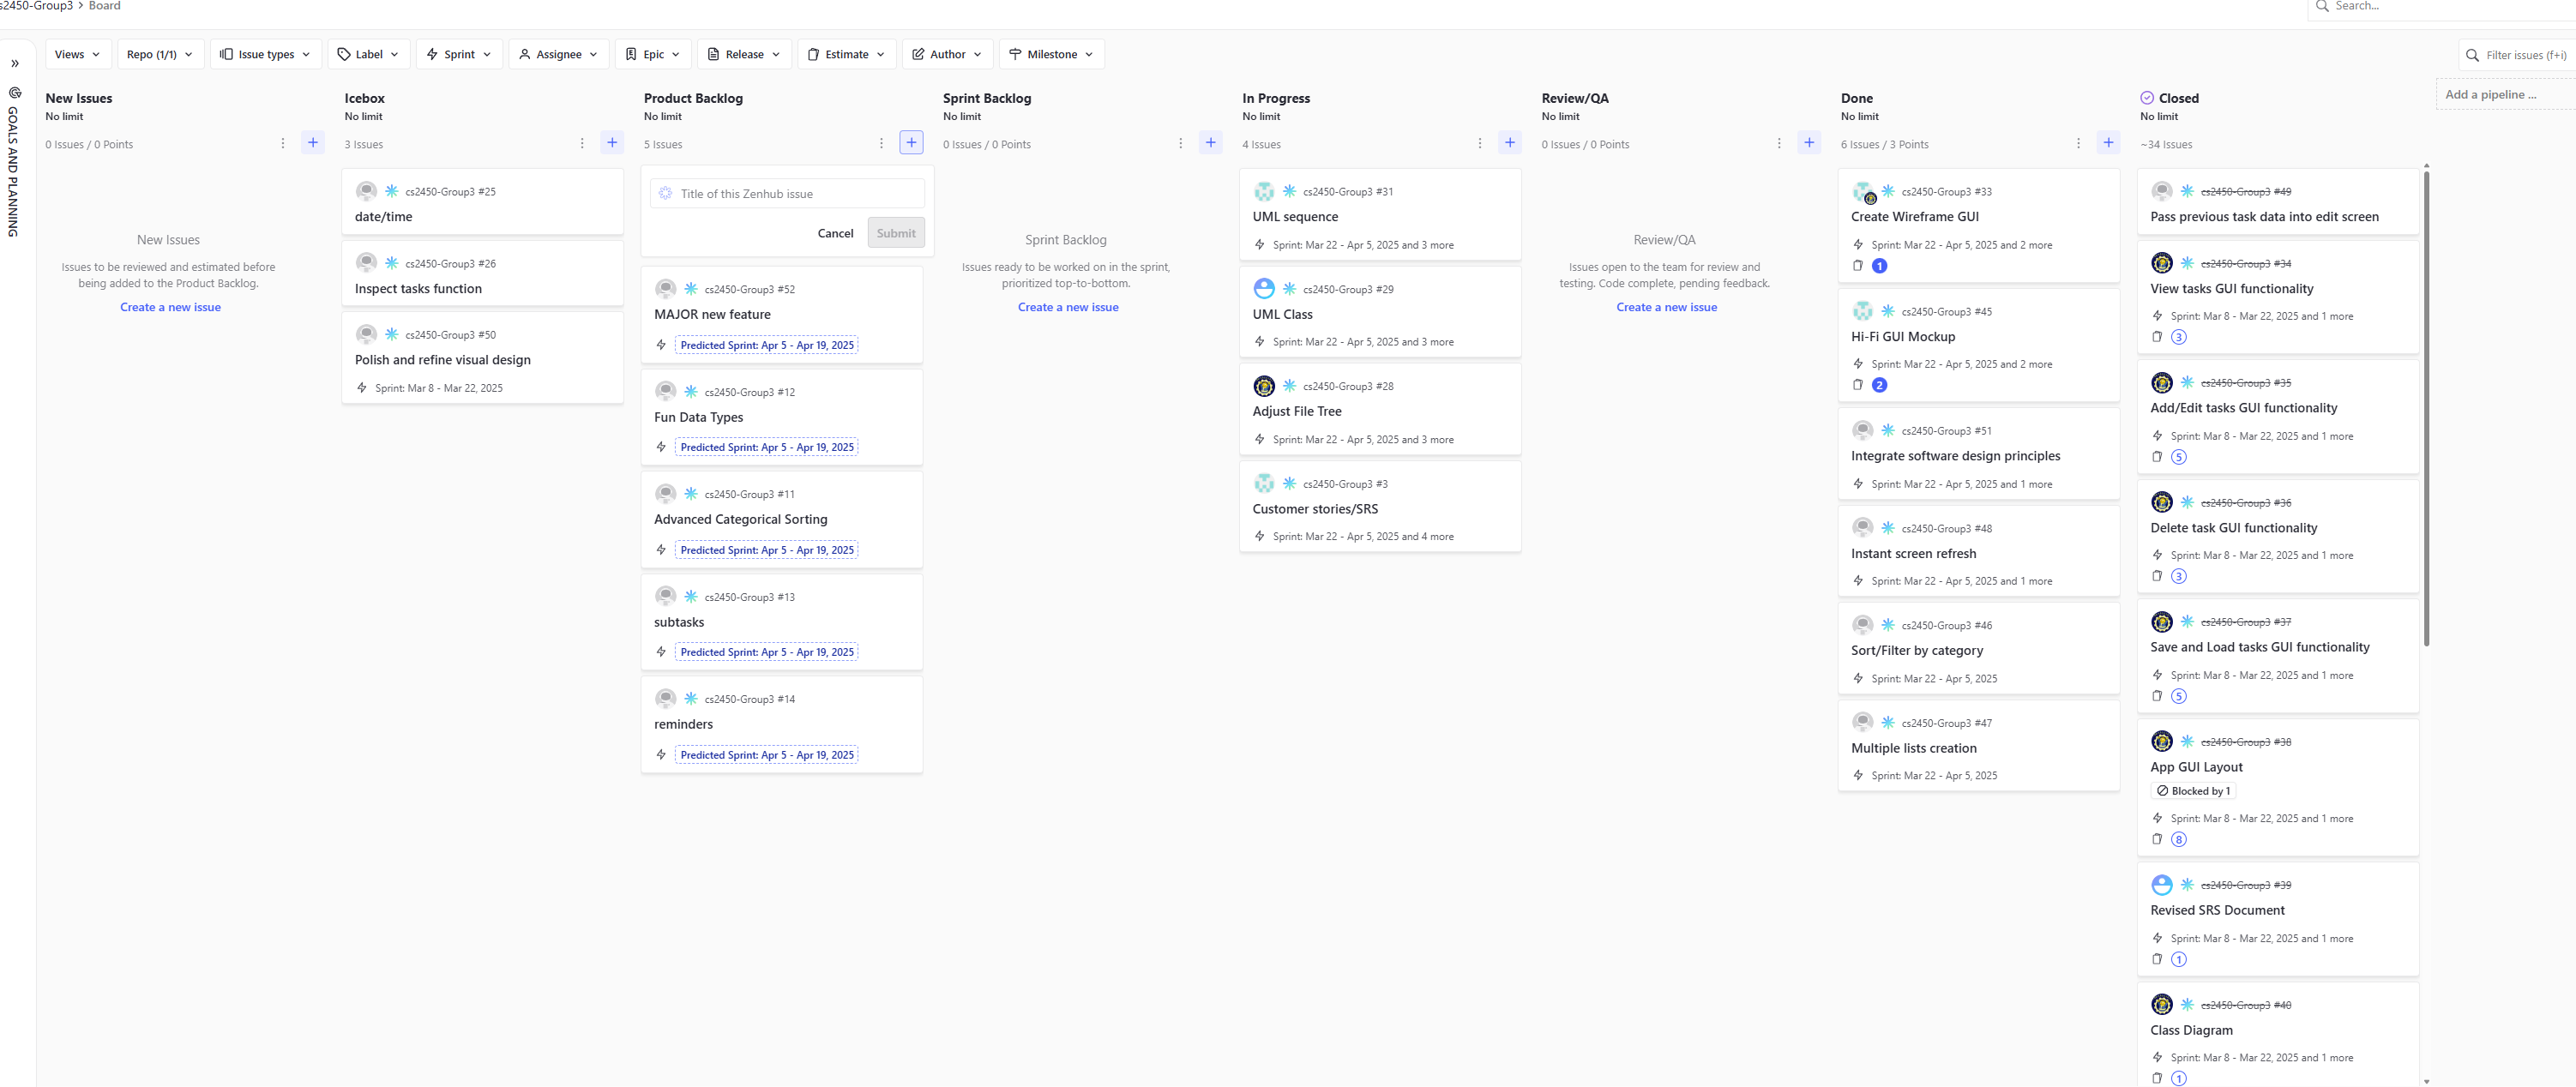 s2450-Group3 > Board
Search...
Views
Repo (1/1)
Issue types
Label
Sprint
Assignee
Epic
Release
Estimate
Author
Milestone
Filter issues (f+i)
GOALS AND PLANNING
New Issues
No limit
0 Issues / 0 Points
New Issues
Issues to be reviewed and estimated before
being added to the Product Backlog.
Create a new issue
Icebox
No limit
3 Issues
cs2450-Group3 #25
date/time
cs2450-Group3 #26
Inspect tasks function
cs2450-Group3 #50
Polish and refine visual design
Sprint: Mar 8 - Mar 22, 2025
Product Backlog
No limit
5 Issues
Title of this Zenhub issue
Cancel
Submit
cs2450-Group3 #52
MAJOR new feature
Predicted Sprint: Apr 5 - Apr 19, 2025
cs2450-Group3 #12
Fun Data Types
Predicted Sprint: Apr 5 - Apr 19, 2025
cs2450-Group3 #11
Advanced Categorical Sorting
Predicted Sprint: Apr 5 - Apr 19, 2025
cs2450-Group3 #13
subtasks
Predicted Sprint: Apr 5 - Apr 19, 2025
cs2450-Group3 #14
reminders
Predicted Sprint: Apr 5 - Apr 19, 2025
Sprint Backlog
No limit
0 Issues / 0 Points
Sprint Backlog
Issues ready to be worked on in the sprint,
prioritized top-to-bottom.
Create a new issue
In Progress
No limit
4 Issues
cs2450-Group3 #31
UML sequence
Sprint: Mar 22 - Apr 5, 2025 and 3 more
cs2450-Group3 #29
UML Class
Sprint: Mar 22 - Apr 5, 2025 and 3 more
cs2450-Group3 #28
Adjust File Tree
Sprint: Mar 22 - Apr 5, 2025 and 3 more
cs2450-Group3 #3
Customer stories/SRS
Sprint: Mar 22 - Apr 5, 2025 and 4 more
Review/QA
No limit
0 Issues / 0 Points
Review/QA
Issues open to the team for review and
testing. Code complete, pending feedback.
Create a new issue
Done
No limit
6 Issues / 3 Points
cs2450-Group3 #33
Create Wireframe GUI
Sprint: Mar 22 - Apr 5, 2025 and 2 more
1
cs2450-Group3 #45
Hi-Fi GUI Mockup
Sprint: Mar 22 - Apr 5, 2025 and 2 more
2
cs2450-Group3 #51
Integrate software design principles
Sprint: Mar 22 - Apr 5, 2025 and 1 more
cs2450-Group3 #48
Instant screen refresh
Sprint: Mar 22 - Apr 5, 2025 and 1 more
cs2450-Group3 #46
Sort/Filter by category
Sprint: Mar 22 - Apr 5, 2025
cs2450-Group3 #47
Multiple lists creation
Sprint: Mar 22 - Apr 5, 2025
Closed
No limit
~34 Issues
cs2450-Group3 #49
Pass previous task data into edit screen
cs2450-Group3 #34
View tasks GUI functionality
Sprint: Mar 8 - Mar 22, 2025 and 1 more
3
cs2450-Group3 #35
Add/Edit tasks GUI functionality
Sprint: Mar 8 - Mar 22, 2025 and 1 more
5
cs2450-Group3 #36
Delete task GUI functionality
Sprint: Mar 8 - Mar 22, 2025 and 1 more
3
cs2450-Group3 #37
Save and Load tasks GUI functionality
Sprint: Mar 8 - Mar 22, 2025 and 1 more
5
cs2450-Group3 #38
App GUI Layout
Blocked by 1
Sprint: Mar 8 - Mar 22, 2025 and 1 more
8
cs2450-Group3 #39
Revised SRS Document
Sprint: Mar 8 - Mar 22, 2025 and 1 more
1
cs2450-Group3 #40
Class Diagram
Sprint: Mar 8 - Mar 22, 2025 and 1 more
1
Add a pipeline ...